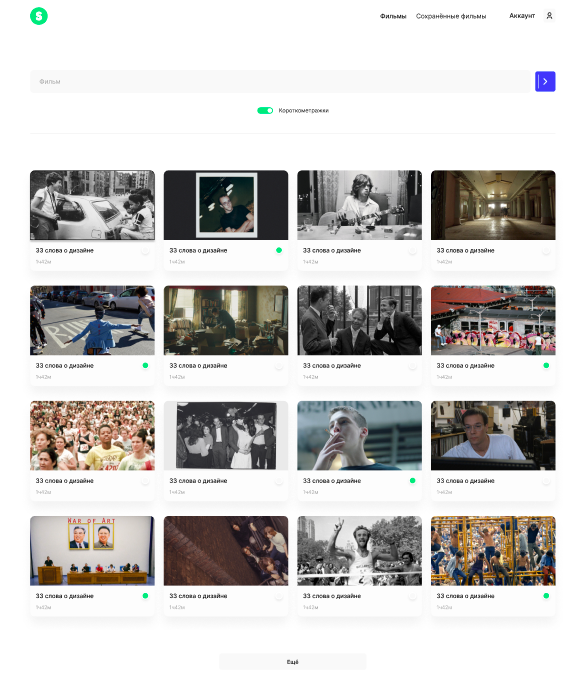 $
Фильмы Сохранённые фильмы Аккаунт
Фильм
Короткометражки
33 слова о дизайне
1ч42м
33 слова о дизайне
1ч42м
33 слова о дизайне
1ч42м
33 слова о дизайне
1ч42м
33 слова о дизайне
1ч42м
33 слова о дизайне
1ч42м
33 слова о дизайне
1ч42м
33 слова о дизайне
1ч42м
33 слова о дизайне
1ч42м
33 слова о дизайне
1ч43м
33 слова о дизайне
1ч42м
33 слова о дизайне
1ч42м
WAR OF ART
33 слова о дизайне
1ч43м
33 слова о дизайне
1ч42м
33 слова о дизайне
1ч42м
33 слова о дизайне
1ч42м
Ещё